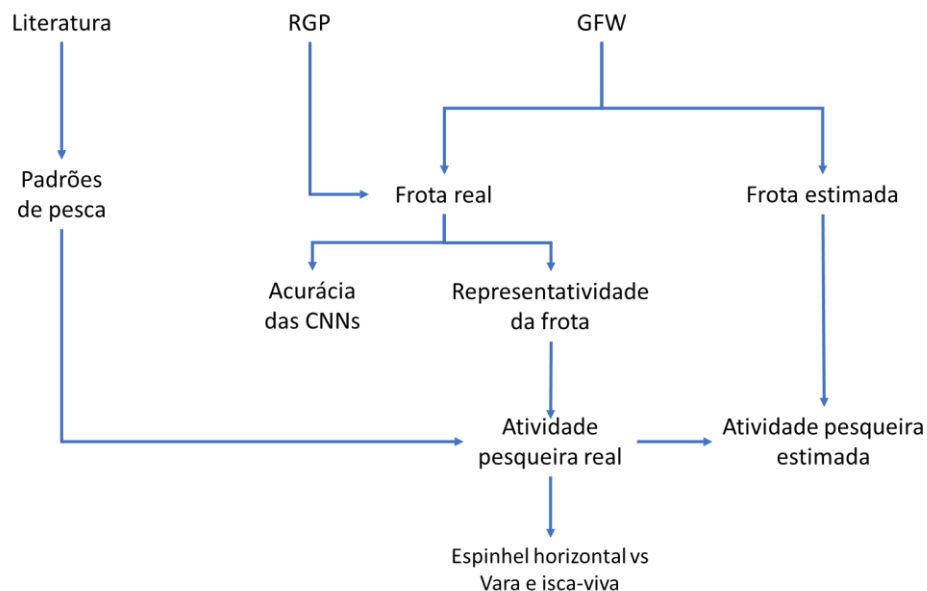 Literatura
RGP
GFW
Padrões
de pesca
Frota real
Frota estimada
Acurácia
das CNNs
Representatividade
da frota
Atividade
pesqueira real
Atividade pesqueira
estimada
Espinhel horizontal vs
Vara e isca-viva